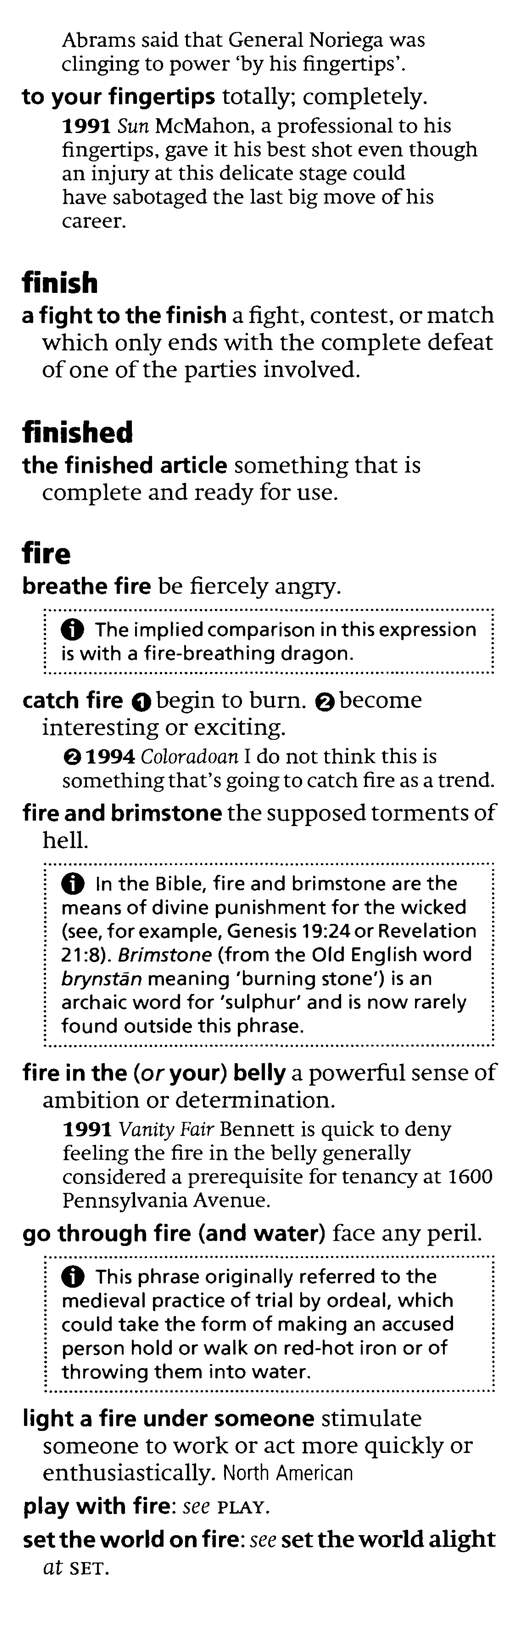 Abrams said that General Noriega was
clinging to power ‘by his fingertips’.
to your fingertips totally; completely.
1991 Sun McMahon, a professional to his
fingertips, gave it his best shot even though
an injury at this delicate stage could
have sabotaged the last big move of his
career.
finish
a fight to the finish a fight, contest, or match
which only ends with the complete defeat
of one of the parties involved.
finished
the finished article something that is
complete and ready for use.
fire
breathe fire be fiercely angry.
ℹ The implied comparison in this expression
is with a fire-breathing dragon.
catch fire ❶ begin to burn. ❷ become
interesting or exciting.
❷ 1994 Coloradoan I do not think this is
something that’s going to catch fire as a trend.
fire and brimstone the supposed torments of
hell.
ℹ In the Bible, fire and brimstone are the
means of divine punishment for the wicked
(see, for example, Genesis 19:24 or Revelation
21:8). Brimstone (from the Old English word
brynstān meaning ‘burning stone’) is an
archaic word for ‘sulphur’ and is now rarely
found outside this phrase.
fire in the (or your) belly a powerful sense of
ambition or determination.
1991 Vanity Fair Bennett is quick to deny
feeling the fire in the belly generally
considered a prerequisite for tenancy at 1600
Pennsylvania Avenue.
go through fire (and water) face any peril.
ℹ This phrase originally referred to the
medieval practice of trial by ordeal, which
could take the form of making an accused
person hold or walk on red-hot iron or of
throwing them into water.
light a fire under someone stimulate
someone to work or act more quickly or
enthusiastically. North American
play with fire: see PLAY.
set the world on fire: see set the world alight
at SET.